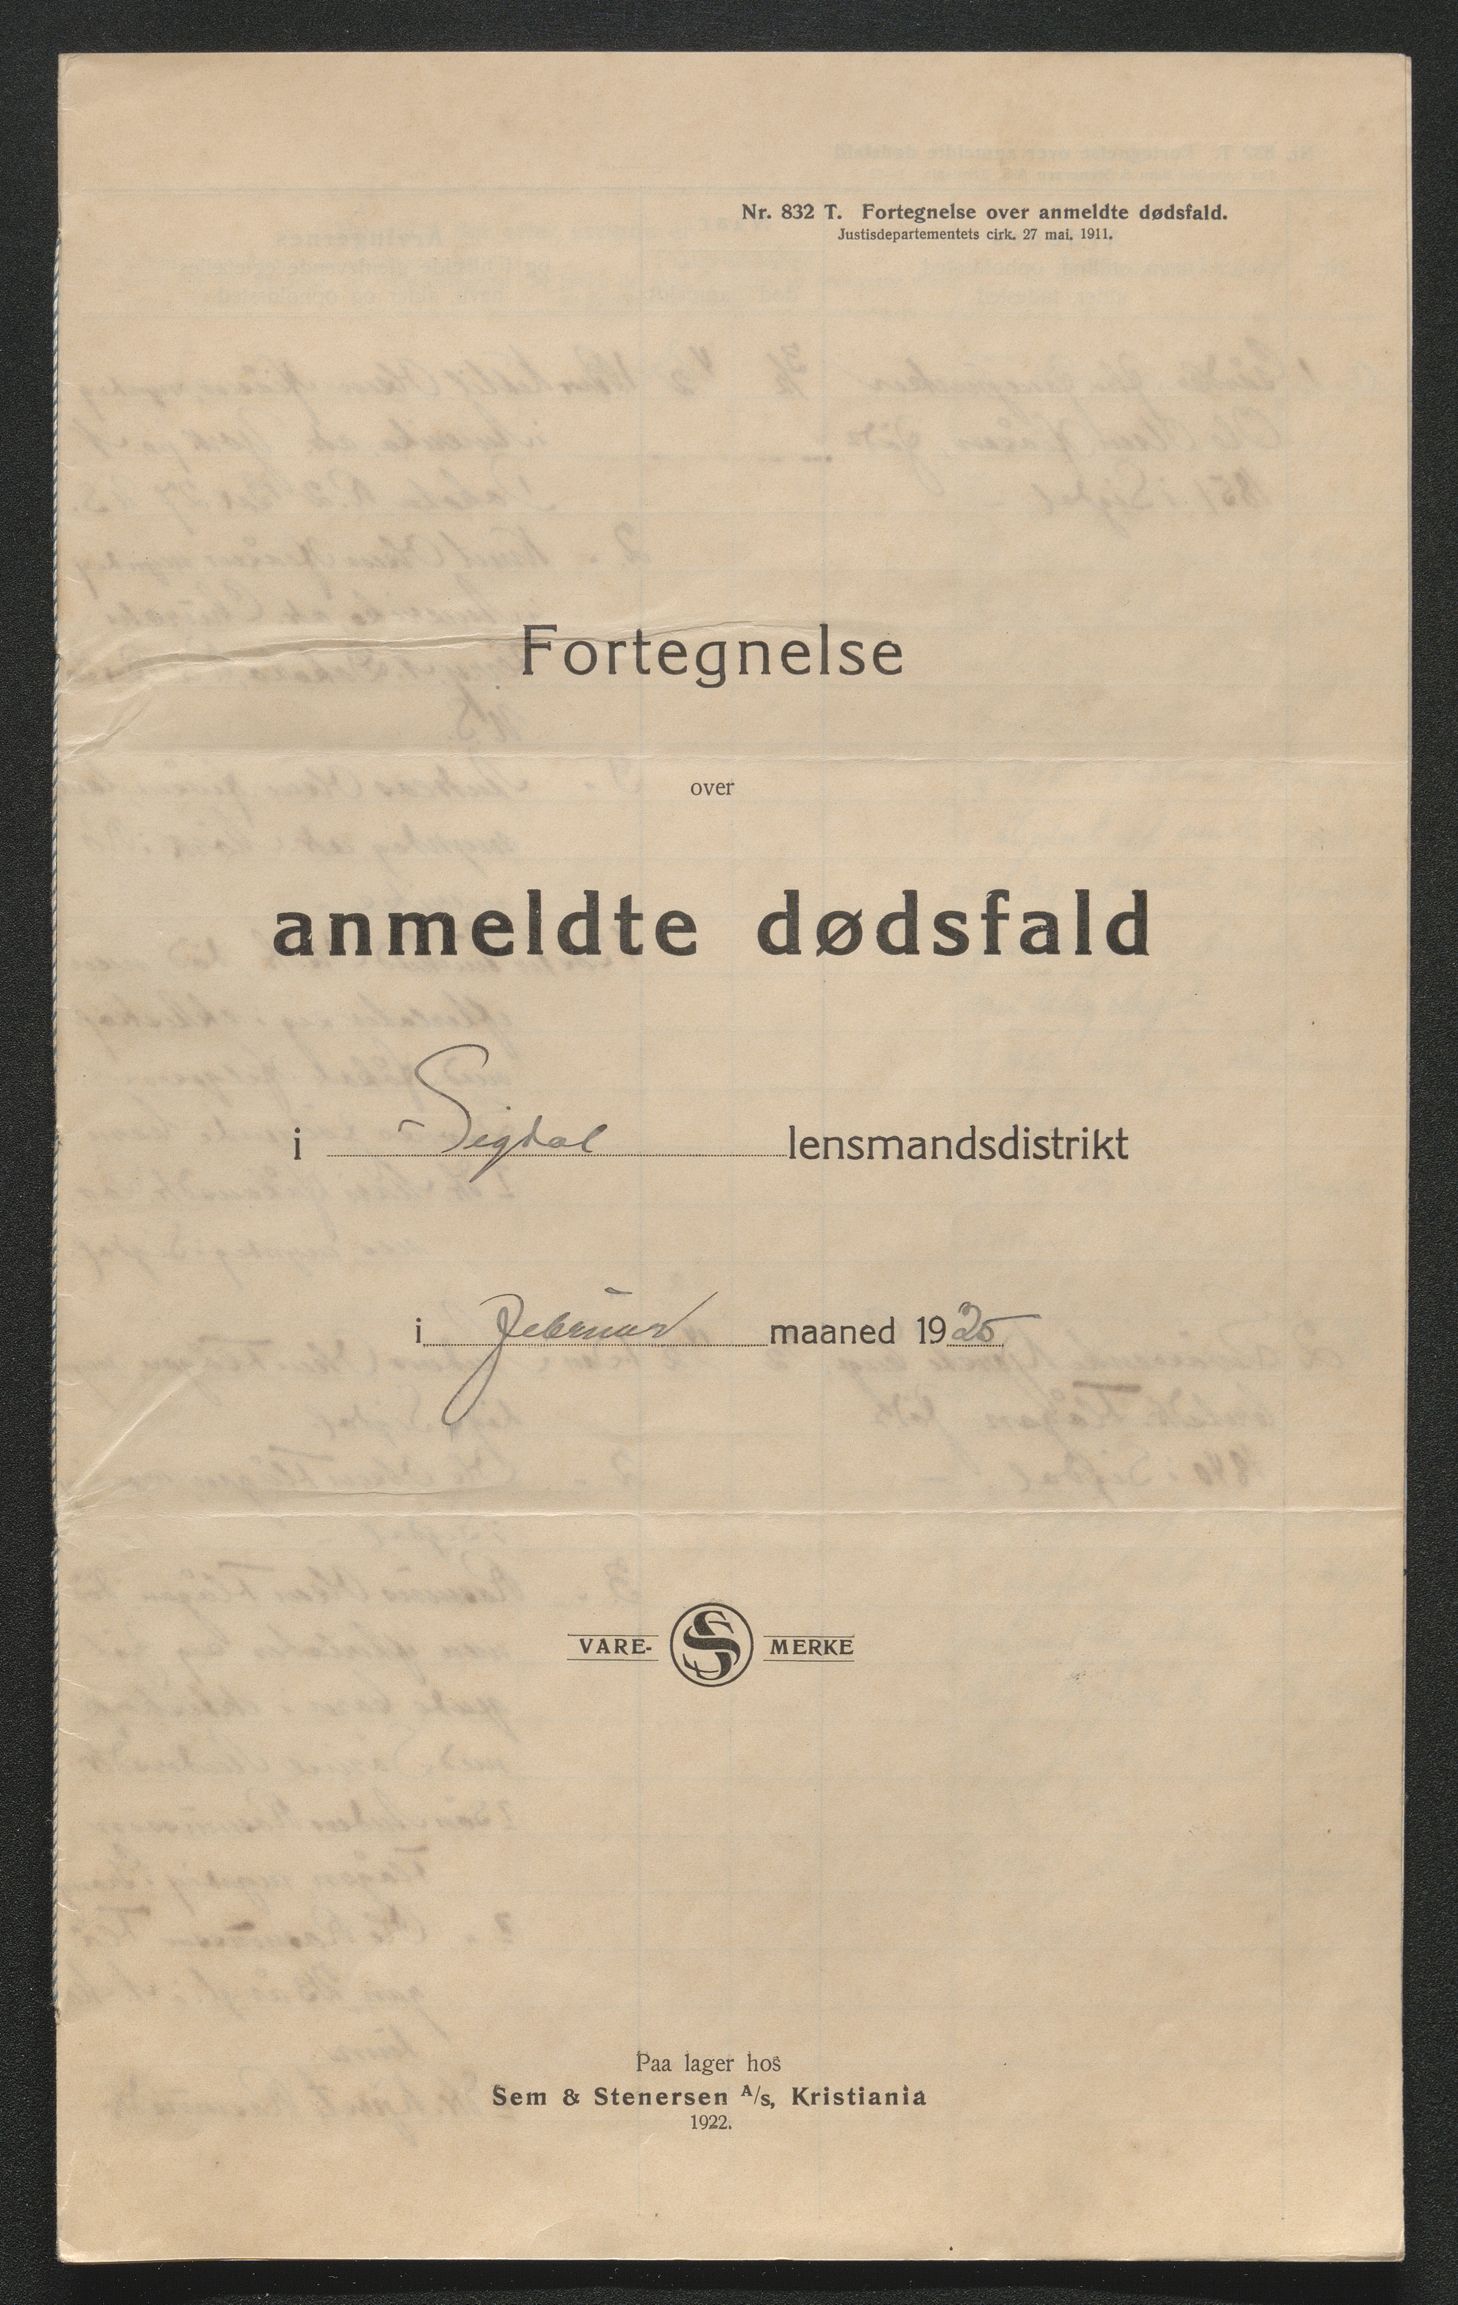 Nr. 832 T. Fortegnelse over anmeldte dødsfald.
Justisdepartementets cirk. 27 mai. 1911.
Fortegnelse
over
anmeldte dødsfald
i Sigdal lensmandsdistrikt
i Februar maaned 1925
VARE- SS MERKE
Paa lager hos
Sem & Stenersen A/s, Kristiania
1922.